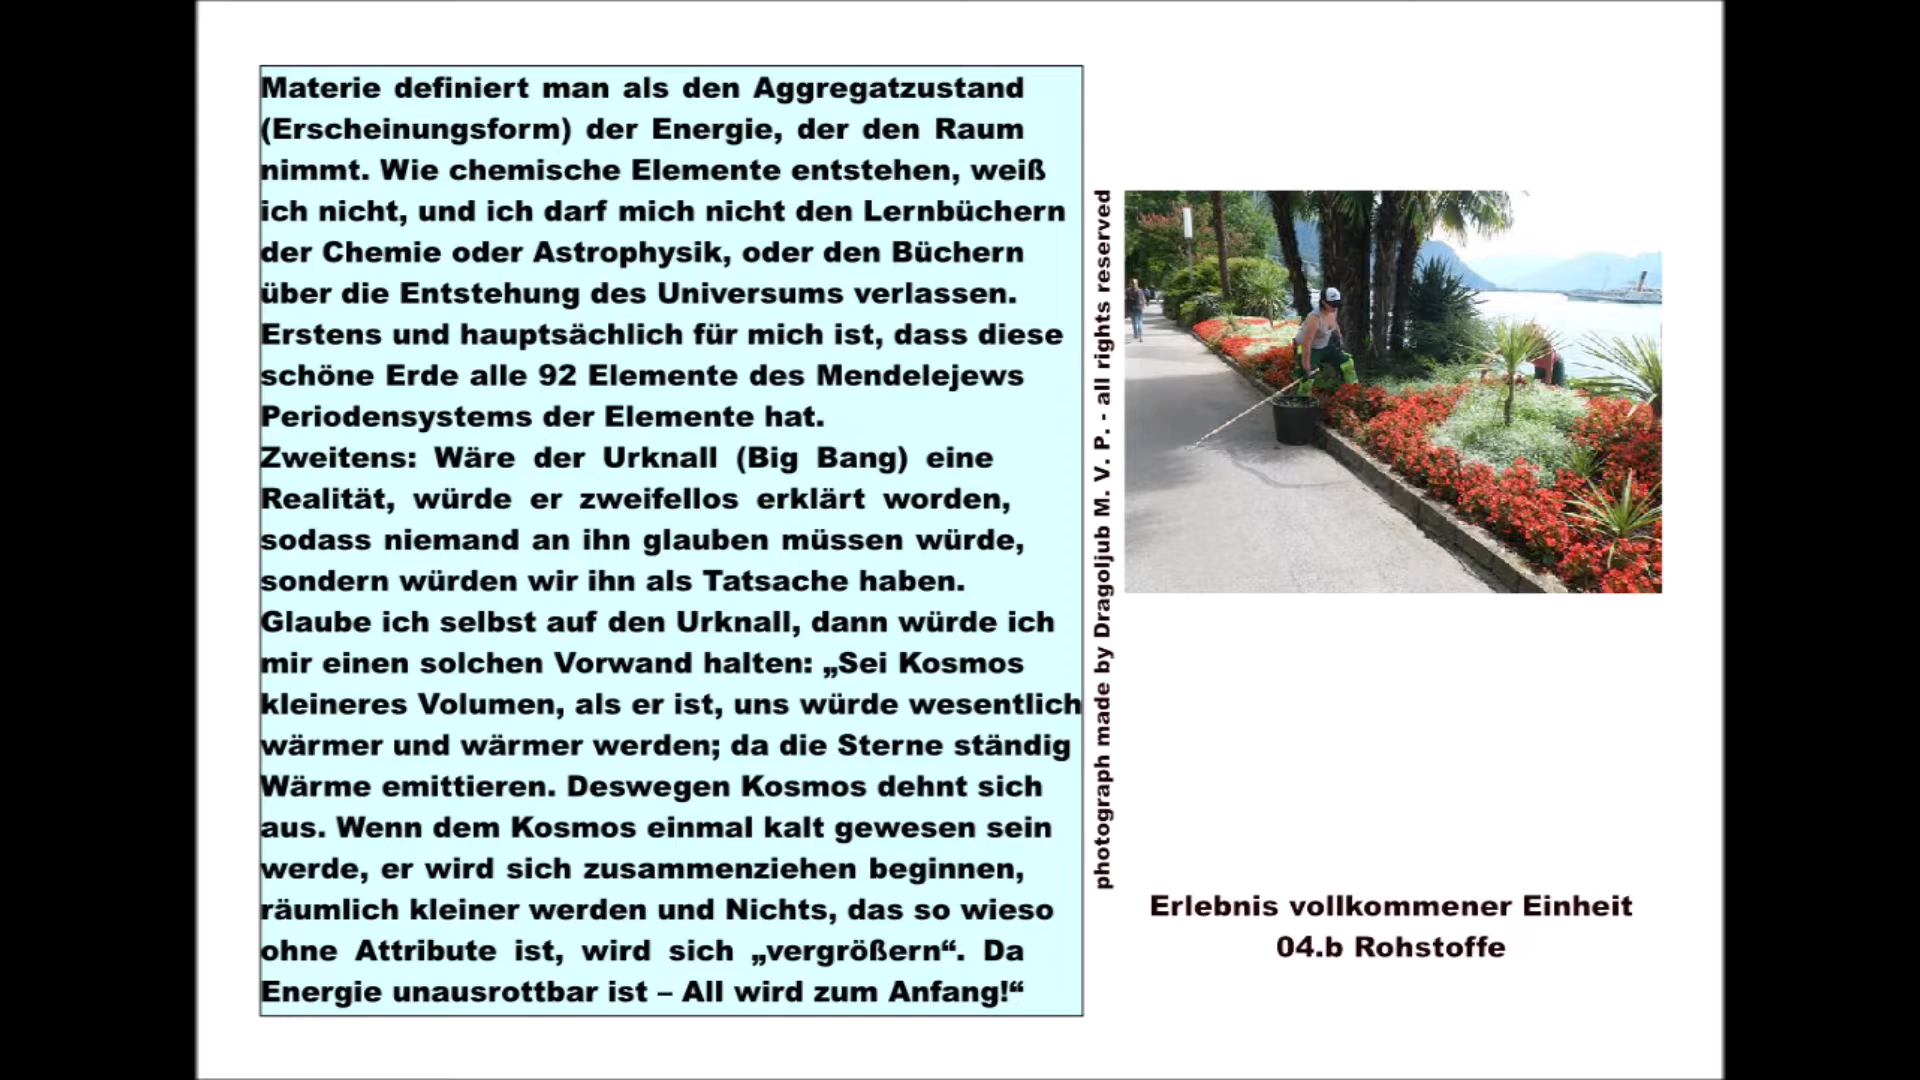 Materie definiert man als den Aggregatzustand
(Erscheinungsform) der Energie, der den Raum
nimmt. Wie chemische Elemente entstehen, weiß
ich nicht, und ich darf mich nicht den Lernbüchern
der Chemie oder Astrophysik, oder den Büchern
über die Entstehung des Universums verlassen.
Erstens und hauptsächlich für mich ist, dass diese
schöne Erde alle 92 Elemente des Mendelejews
Periodensystems der Elemente hat.
Zweitens: Wäre der Urknall (Big Bang) eine
Realität, würde er zweifellos erklärt worden,
sodass niemand an ihn glauben müssen würde,
sondern würden wir ihn als Tatsache haben.
Glaube ich selbst auf den Urknall, dann würde ich
mir einen solchen Vorwand halten: „Sei Kosmos
kleineres Volumen, als er ist, uns würde wesentlich
wärmer und wärmer werden; da die Sterne ständig
Wärme emittieren. Deswegen Kosmos dehnt sich
aus. Wenn dem Kosmos einmal kalt gewesen sein
werde, er wird sich zusammenziehen beginnen,
räumlich kleiner werden und Nichts, das so wieso
ohne Attribute ist, wird sich „vergrößern“. Da
Energie unausrottbar ist – All wird zum Anfang!“
photograph made by Dragoljub M. V. P. - all rights reserved
Erlebnis vollkommener Einheit
04.b Rohstoffe